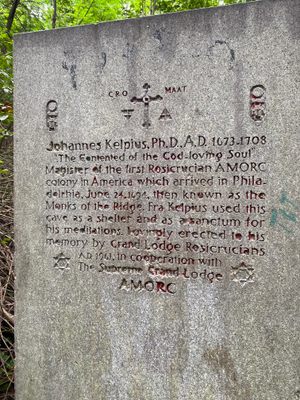 CRO MAAT
Johannes Kelpius, Ph.D., A.D. 1673-1708
"The Contented of the God-loving Soul"
Magister of the first Rosicrucian AMORC
colony in America which arrived in Phila-
delphia, June 24, 1694, then known as the
Monks of the Ridge. Fra Kelpius used this
cave as a shelter and as a sanctum for
his meditations. Lovingly erected to his
memory by Grand Lodge Rosicrucians
A.D. 1961, in cooperation with
The Supreme Grand Lodge
AMORC